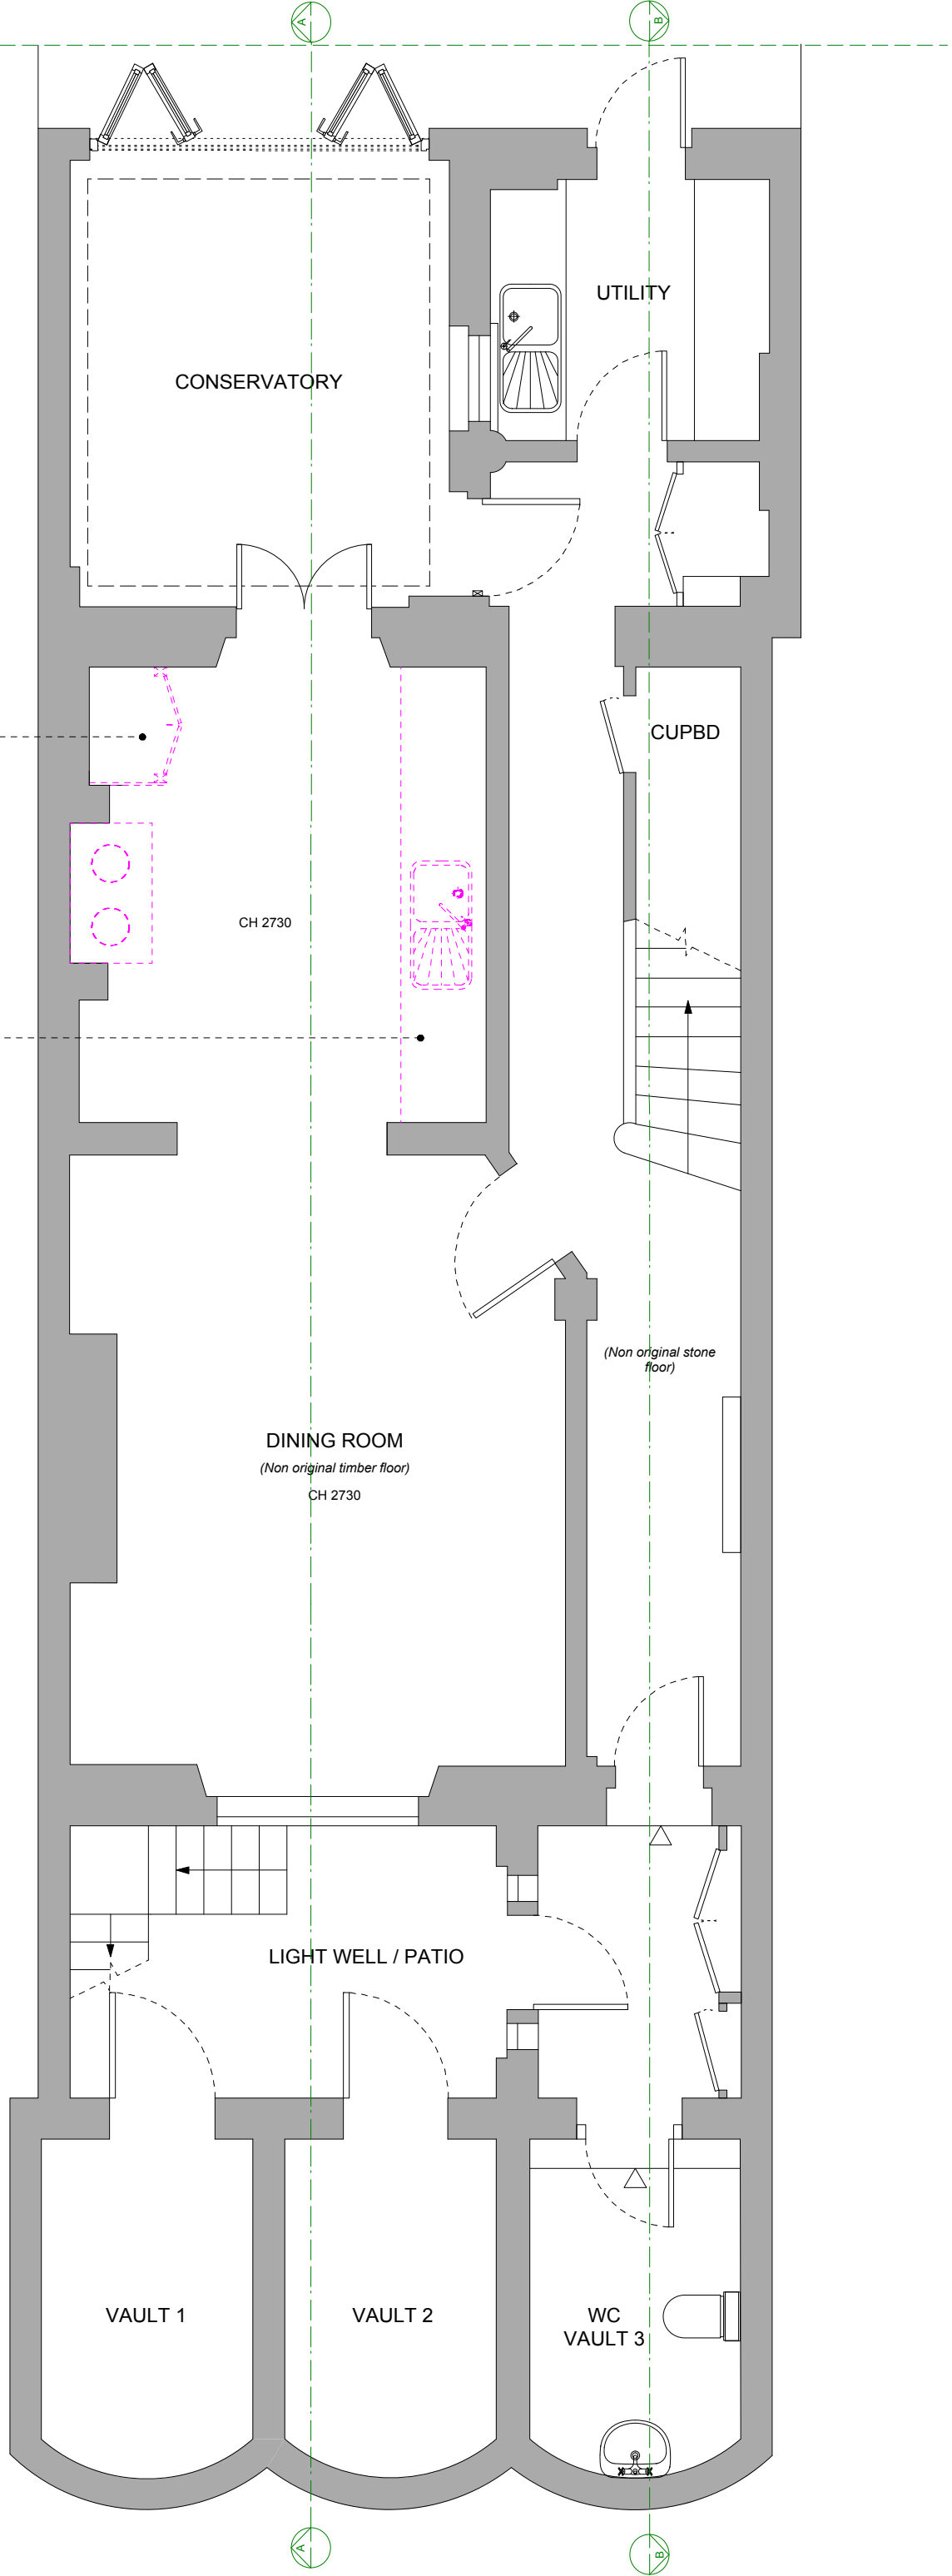 A
B
UTILITY
CONSERVATORY
CUPBD
CH 2730
(Non original stone
floor)
DINING ROOM
(Non original timber floor)
CH 2730
LIGHT WELL / PATIO
VAULT 1
VAULT 2
WC
VAULT 3
A
B